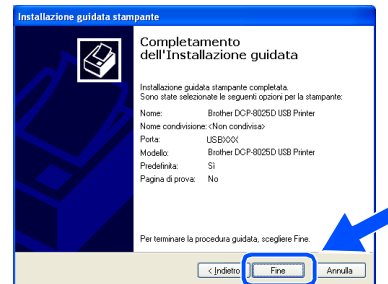 Installazione guidata stampante
Completamento
dell'Installazione guidata
Installazione guidata stampante completata.
Sono state selezionate le seguenti opzioni per la stampante:
Nome: Brother DCP-8025D USB Printer
Nome condivisione: <Non condivisa>
Porta: USBXXX
Modello: Brother DCP-8025D USB Printer
Predefinita: Sì
Pagina di prova: No
Per terminare la procedura guidata, scegliere Fine.
< Indietro Fine Annulla